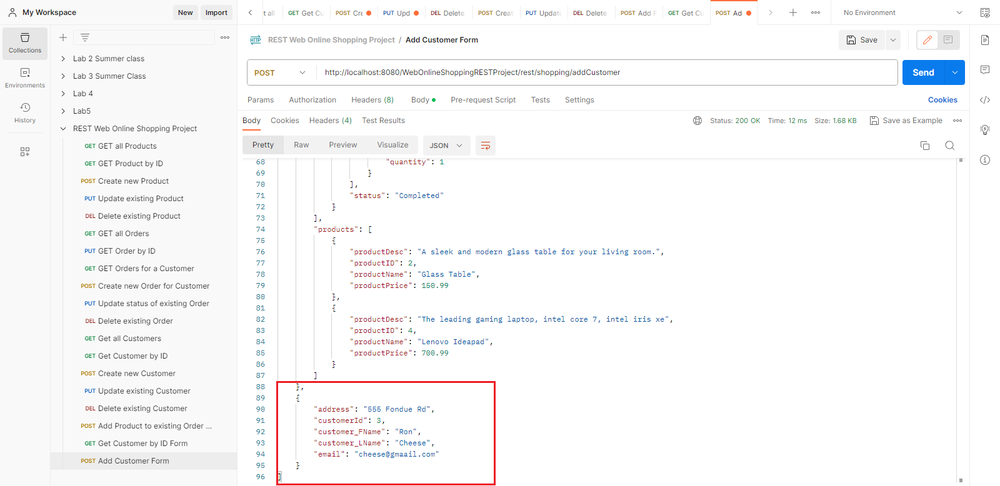 My Workspace
New
Import
Collections
Environments
History
Lab 2 Summer class
Lab 3 Summer Class
Lab 4
Lab5
REST Web Online Shopping Project
GET GET all Products
GET GET Product by ID
POST Create new Product
PUT Update existing Product
DEL Delete existing Product
GET GET all Orders
PUT GET Order by ID
GET GET Orders for a Customer
POST Create new Order for Customer
PUT Update status of existing Order
DEL Delete existing Order
GET Get all Customers
GET Get Customer by ID
POST Create new Customer
PUT Update existing Customer
DEL Delete existing Customer
POST Add Product to existing Order ...
GET Get Customer by ID Form
POST Add Customer Form
t all
GET Get Cu
POST Cre
PUT Upd
DEL Delete
POST Creat
PUT Update
DEL Delete
POST Add F
GET Get Cu
POST Ad
No Environment
HTTP REST Web Online Shopping Project / Add Customer Form
Save
POST http://localhost:8080/WebOnlineShoppingRESTProject/rest/shopping/addCustomer
Send
Params Authorization Headers (8) Body Pre-request Script Tests Settings Cookies
Body Cookies Headers (4) Test Results Status: 200 OK Time: 12 ms Size: 1.68 KB Save as Example
Pretty Raw Preview Visualize JSON
68 "quantity": 1
69 }
70 ],
71 "status": "Completed"
72 }
73 ],
74 "products": [
75 {
76 "productDesc": "A sleek and modern glass table for your living room.",
77 "productID": 2,
78 "productName": "Glass Table",
79 "productPrice": 150.99
80 },
81 {
82 "productDesc": "The leading gaming laptop, intel core 7, intel iris xe",
83 "productID": 4,
84 "productName": "Lenovo Ideapad",
85 "productPrice": 700.99
86 }
87 ]
88 },
89 {
90 "address": "555 Fondue Rd",
91 "customerId": 3,
92 "customer_FName": "Ron",
93 "customer_LName": "Cheese",
94 "email": "cheese@gmaail.com"
95 }
96 ]